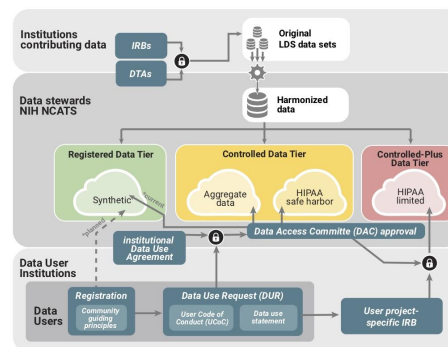 Institutions
contributing data
IRBs
DTAs
Original
LDS data sets
Data stewards
NIH NCATS
Harmonized
data
Registered Data Tier
Synthetic
Controlled Data Tier
Aggregate
data
HIPAA
safe harbor
Controlled-Plus
Data Tier
HIPAA
limited
*current
*planned
institutional
Data Use
Agreement
Data Access Committe (DAC) approval
Data User
Institutions
Data
Users
Registration
Community
guiding
principles
Data Use Request (DUR)
User Code of
Conduct (UCoC)
Data use
statement
User project-
specific IRB